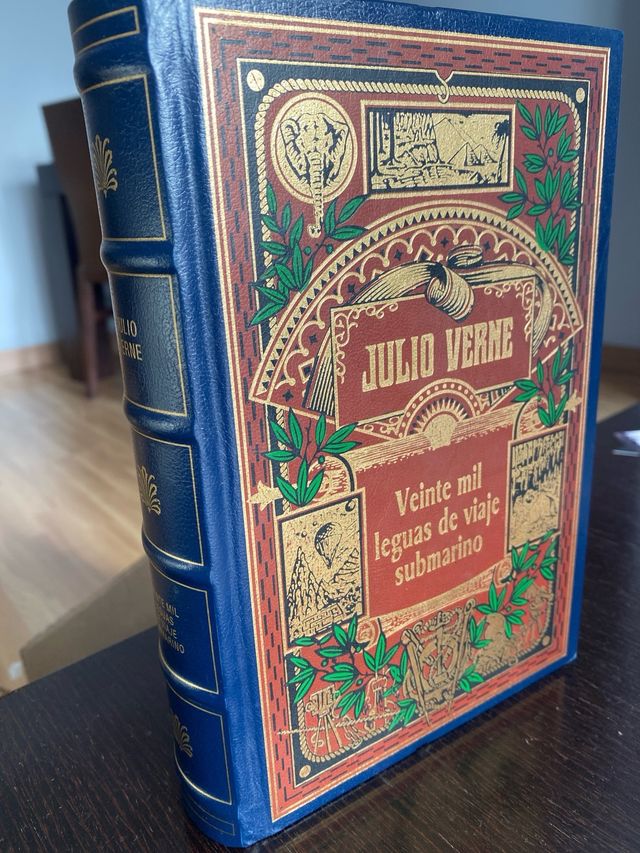 JULIO VERNE
Veinte mil
leguas de viaje
submarino
JULIO
VERNE